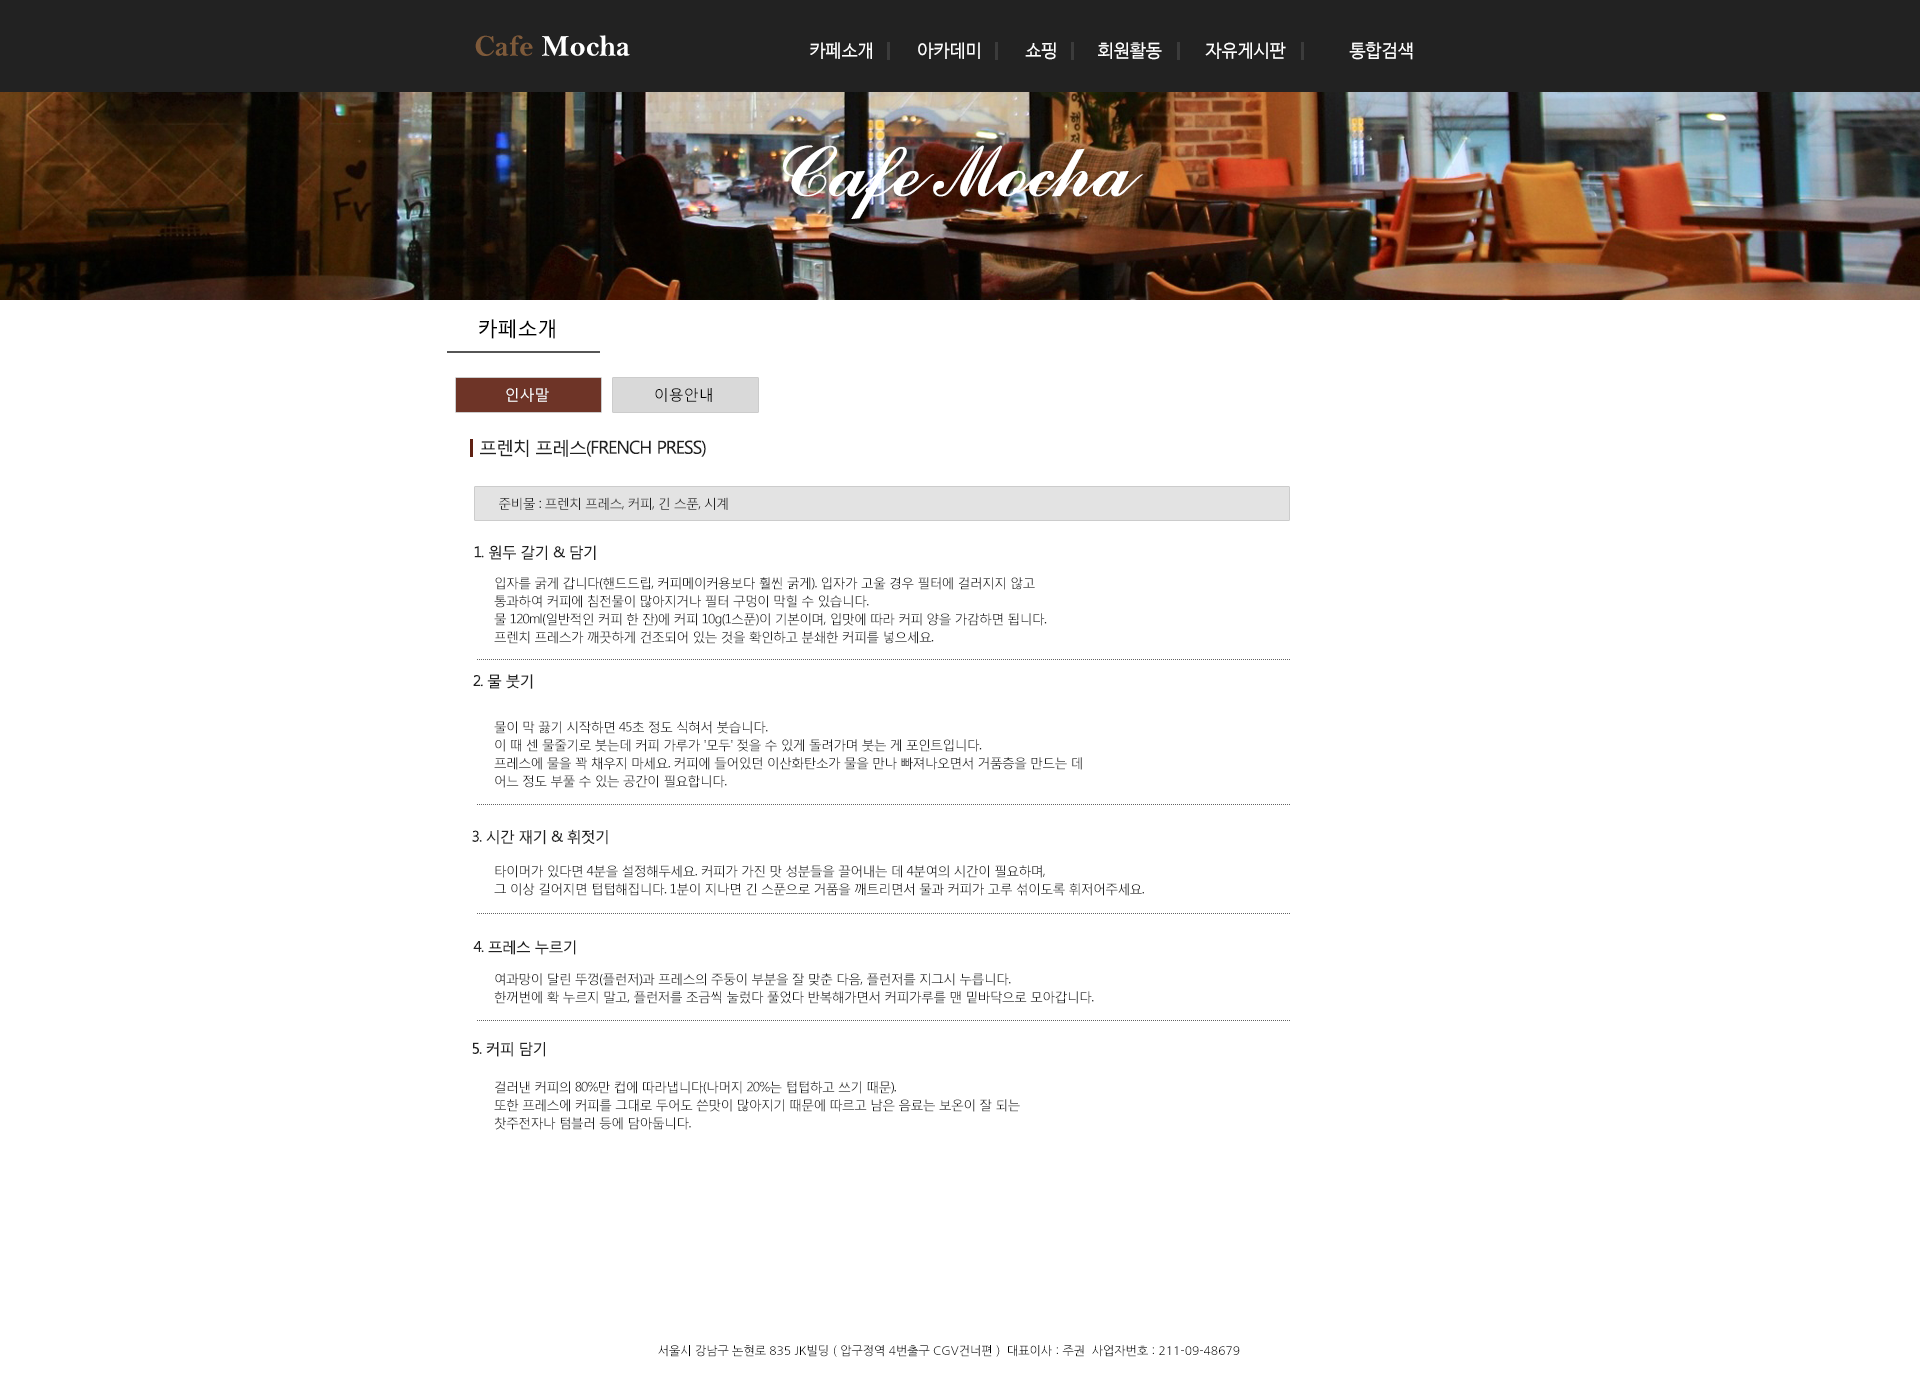 Cafe Mocha
카페소개
아카데미
쇼핑
회원활동
자유게시판
통합검색
Cafe Mocha
카페소개
인사말
이용안내
프렌치 프레스(FRENCH PRESS)
준비물 : 프렌치 프레스, 커피, 긴 스푼, 시계
1. 원두 갈기 & 담기
입자를 굵게 갑니다(핸드드립, 커피메이커용보다 훨씬 굵게). 입자가 고울 경우 필터에 걸러지지 않고
통과하여 커피에 침전물이 많아지거나 필터 구멍이 막힐 수 있습니다.
물 120ml(일반적인 커피 한 잔)에 커피 10g(1스푼)이 기본이며, 입맛에 따라 커피 양을 가감하면 됩니다.
프렌치 프레스가 깨끗하게 건조되어 있는 것을 확인하고 분쇄한 커피를 넣으세요.
2. 물 붓기
물이 막 끓기 시작하면 45초 정도 식혀서 붓습니다.
이 때 센 물줄기로 붓는데 커피 가루가 '모두' 젖을 수 있게 돌려가며 붓는 게 포인트입니다.
프레스에 물을 꽉 채우지 마세요. 커피에 들어있던 이산화탄소가 물을 만나 빠져나오면서 거품층을 만드는 데
어느 정도 부풀 수 있는 공간이 필요합니다.
3. 시간 재기 & 휘젓기
타이머가 있다면 4분을 설정해두세요. 커피가 가진 맛 성분들을 끌어내는 데 4분여의 시간이 필요하며,
그 이상 길어지면 텁텁해집니다. 1분이 지나면 긴 스푼으로 거품을 깨트리면서 물과 커피가 고루 섞이도록 휘저어주세요.
4. 프레스 누르기
여과망이 달린 뚜껑(플런저)과 프레스의 주둥이 부분을 잘 맞춘 다음, 플런저를 지그시 누릅니다.
한꺼번에 확 누르지 말고, 플런저를 조금씩 눌렀다 풀었다 반복해가면서 커피가루를 맨 밑바닥으로 모아갑니다.
5. 커피 담기
걸러낸 커피의 80%만 컵에 따라냅니다(나머지 20%는 텁텁하고 쓰기 때문).
또한 프레스에 커피를 그대로 두어도 쓴맛이 많아지기 때문에 따르고 남은 음료는 보온이 잘 되는
찻주전자나 텀블러 등에 담아둡니다.
서울시 강남구 논현로 835 JK빌딩 ( 압구정역 4번출구 CGV건너편 ) 대표이사 : 주권 사업자번호 : 211-09-48679